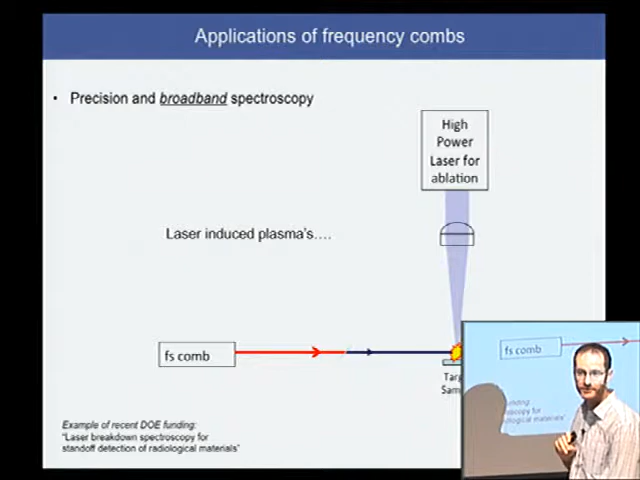 Applications of frequency combs
• Precision and broadband spectroscopy
High
Power
Laser for
ablation
Laser induced plasma's….
fs comb
fs comb
Example of recent DOE funding:
"Laser breakdown spectroscopy for
standoff detection of radiological materials"